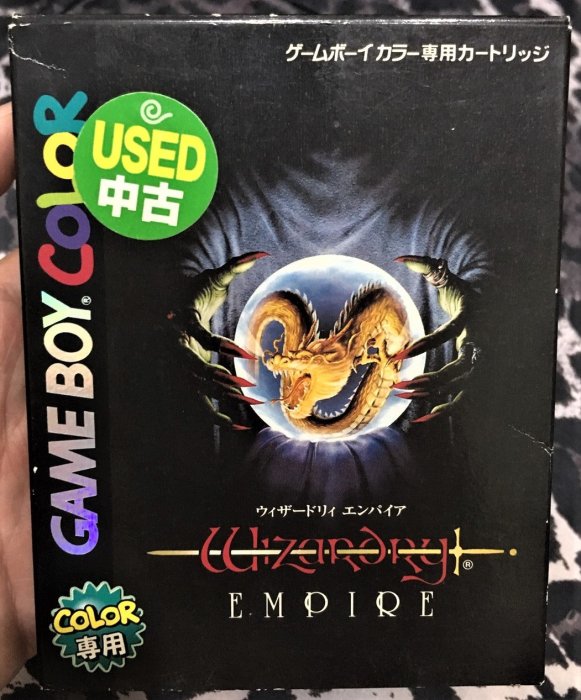 ゲームボーイカラー専用カートリッジ
GAME BOY® COLOR
USED
中古
ウィザードリィ エンパイア
Wizardry®
EMPIRE
COLOR
専用